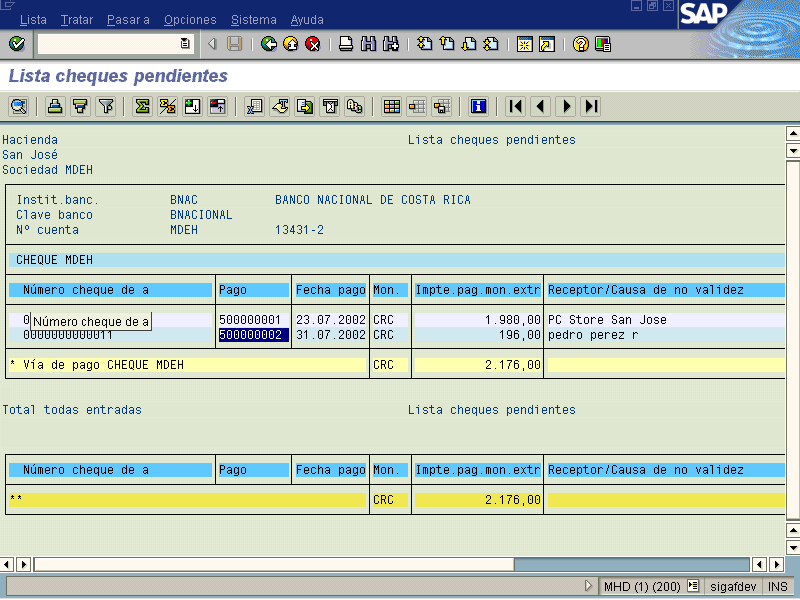 Lista Tratar Pasar a Opciones Sistema Ayuda
SAP
Lista cheques pendientes
Hacienda Lista cheques pendientes
San José
Sociedad MDEH
Instit.banc. BNAC BANCO NACIONAL DE COSTA RICA
Clave banco BNACIONAL
Nº cuenta MDEH 13431-2
CHEQUE MDEH
Número cheque de a Pago Fecha pago Mon. Impte.pag.mon.extr Receptor/Causa de no validez
0 Número cheque de a 500000001 23.07.2002 CRC 1.980,00 PC Store San Jose
0000000000011 500000002 31.07.2002 CRC 196,00 pedro perez r
* Vía de pago CHEQUE MDEH CRC 2.176,00
Total todas entradas Lista cheques pendientes
Número cheque de a Pago Fecha pago Mon. Impte.pag.mon.extr Receptor/Causa de no validez
** CRC 2.176,00
MHD (1) (200) sigafdev INS